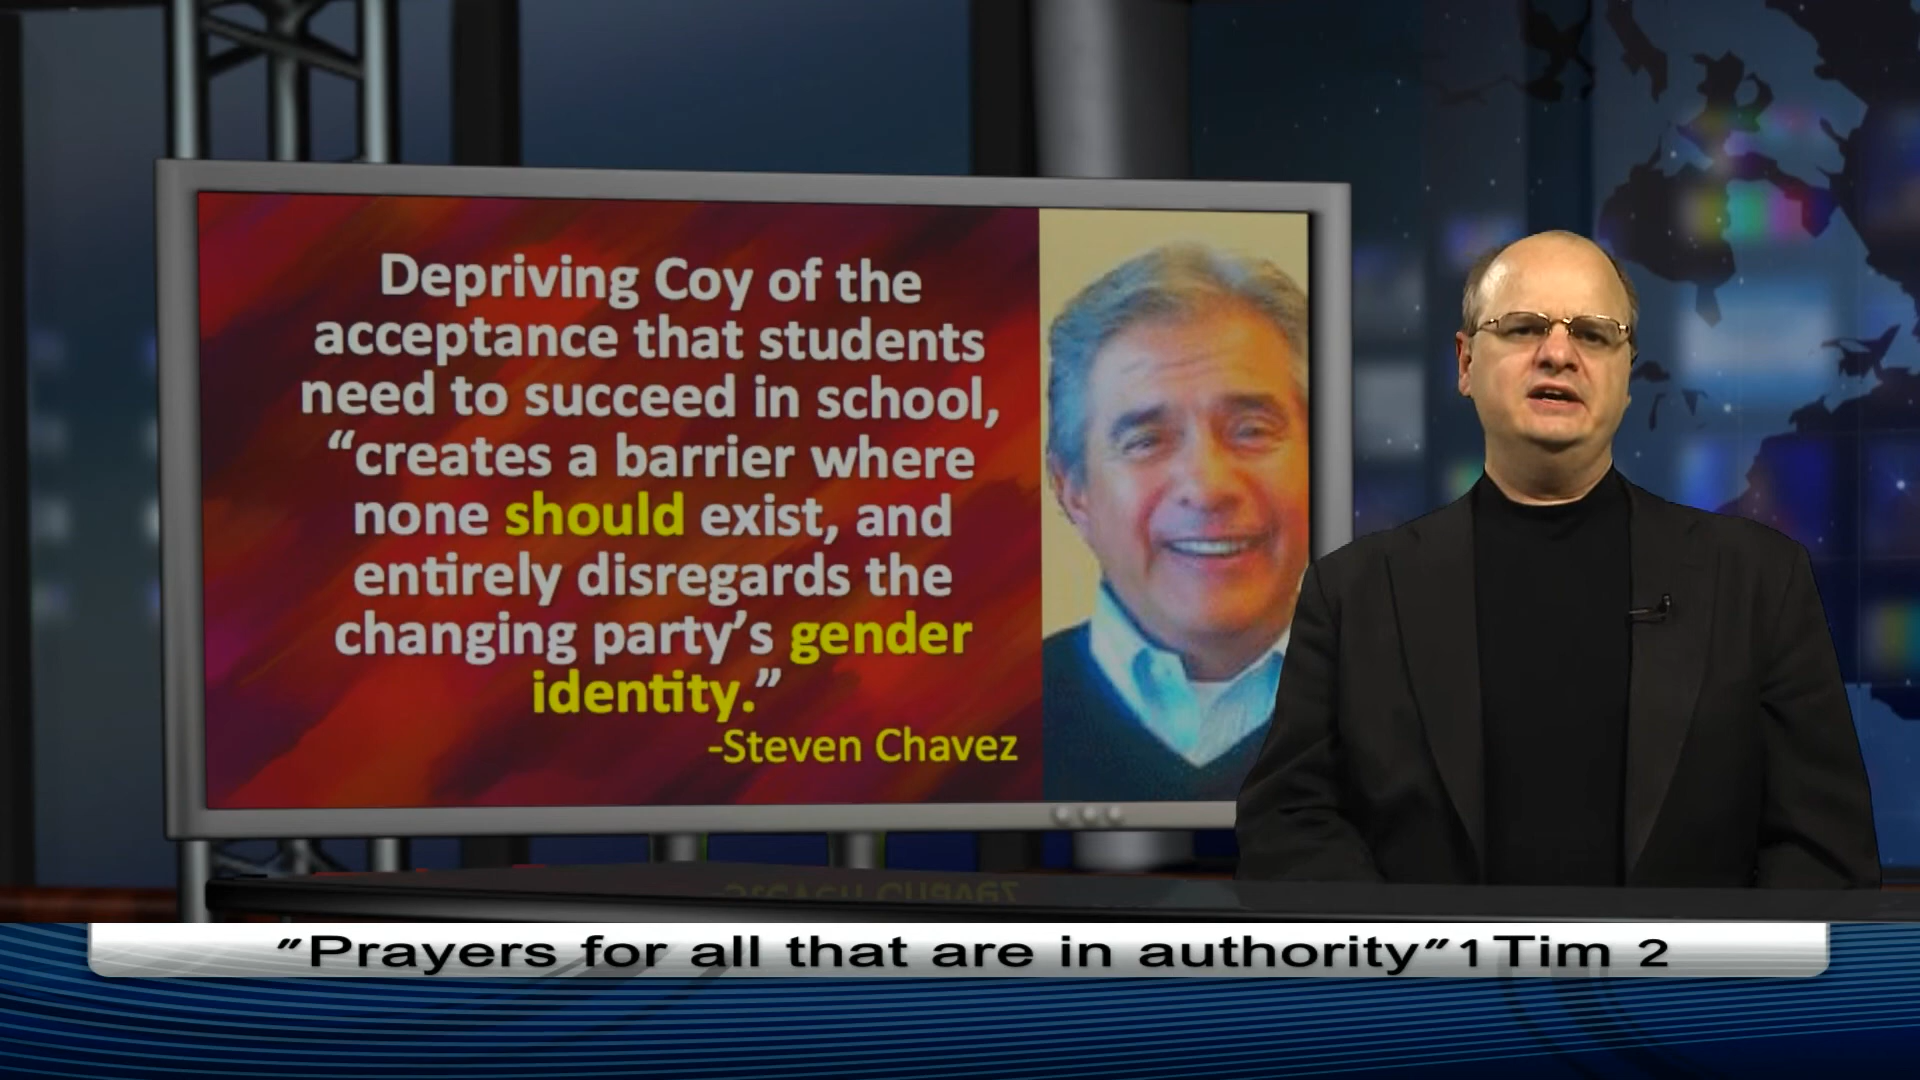 Depriving Coy of the
acceptance that students
need to succeed in school,
“creates a barrier where
none should exist, and
entirely disregards the
changing party’s gender
identity.”
-Steven Chavez
"Prayers for all that are in authority"1 Tim 2